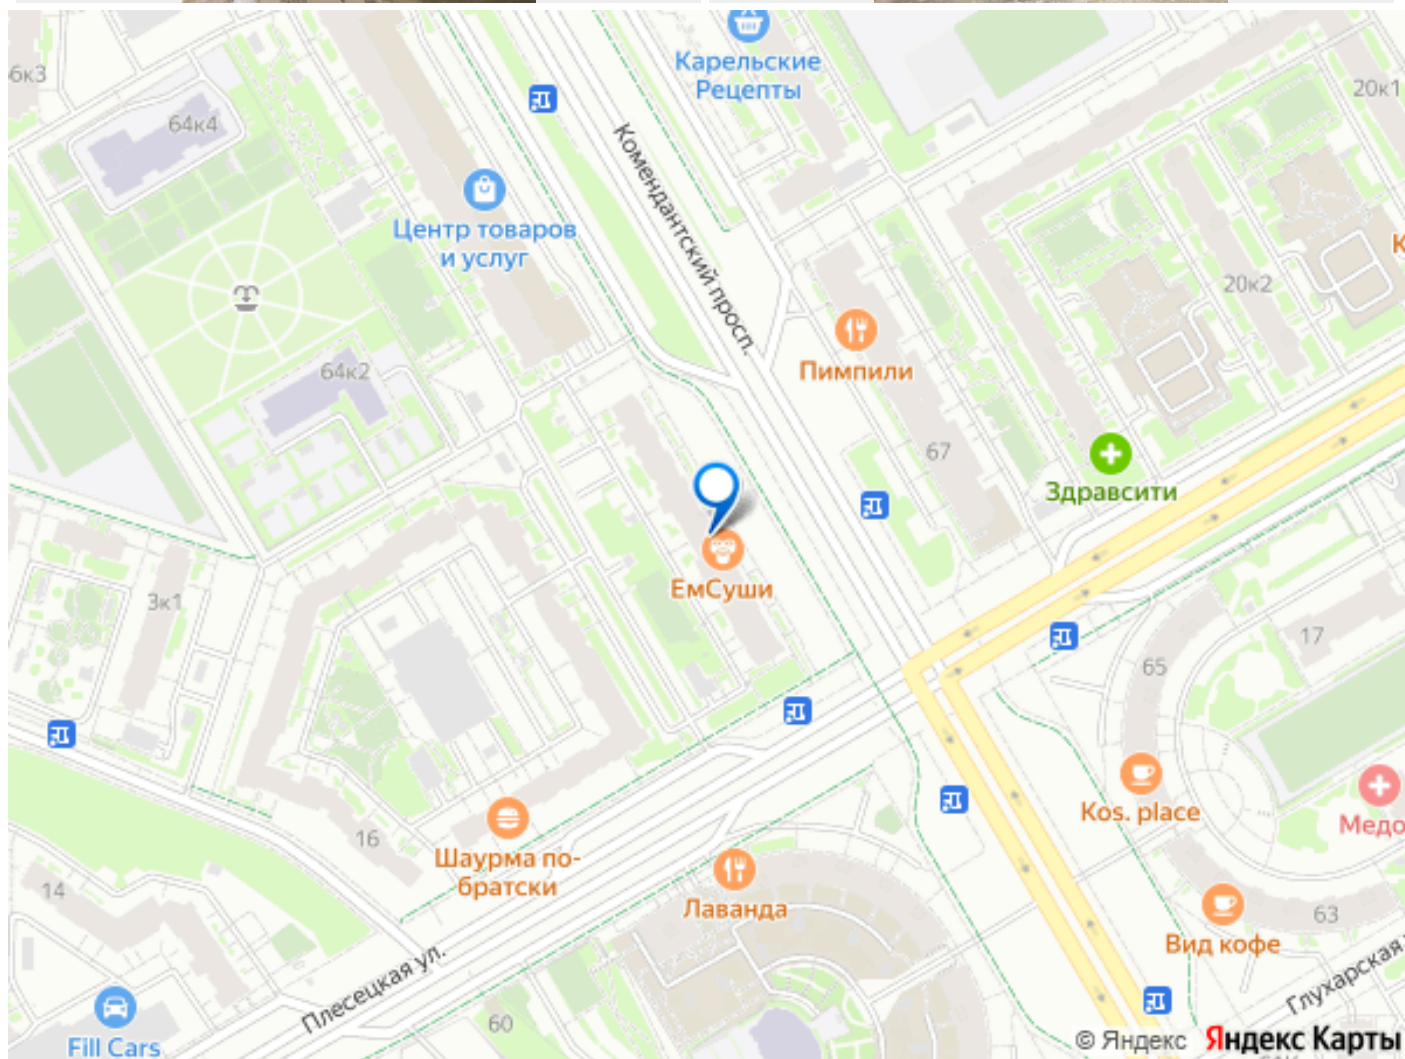 Карельские
Рецепты
6к3
20к1
64к4
Комендантский просп.
Центр товаров
и услуг
20к2
64к2
Пимпили
67
Здравсити
ЕмСуши
3к1
17
65
Kos. place
Медо
16
Шаурма по-
братски
14
Лаванда
63
Вид кофе
Плесецкая ул.
Глухарская
60
Fill Cars
© Яндекс Яндекс Карты